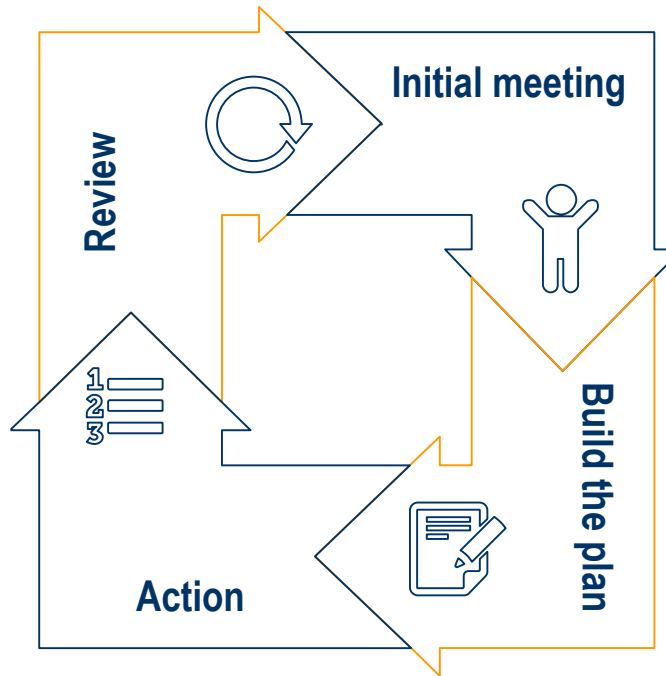 Initial meeting
Review
Build the plan
1
2
3
Action